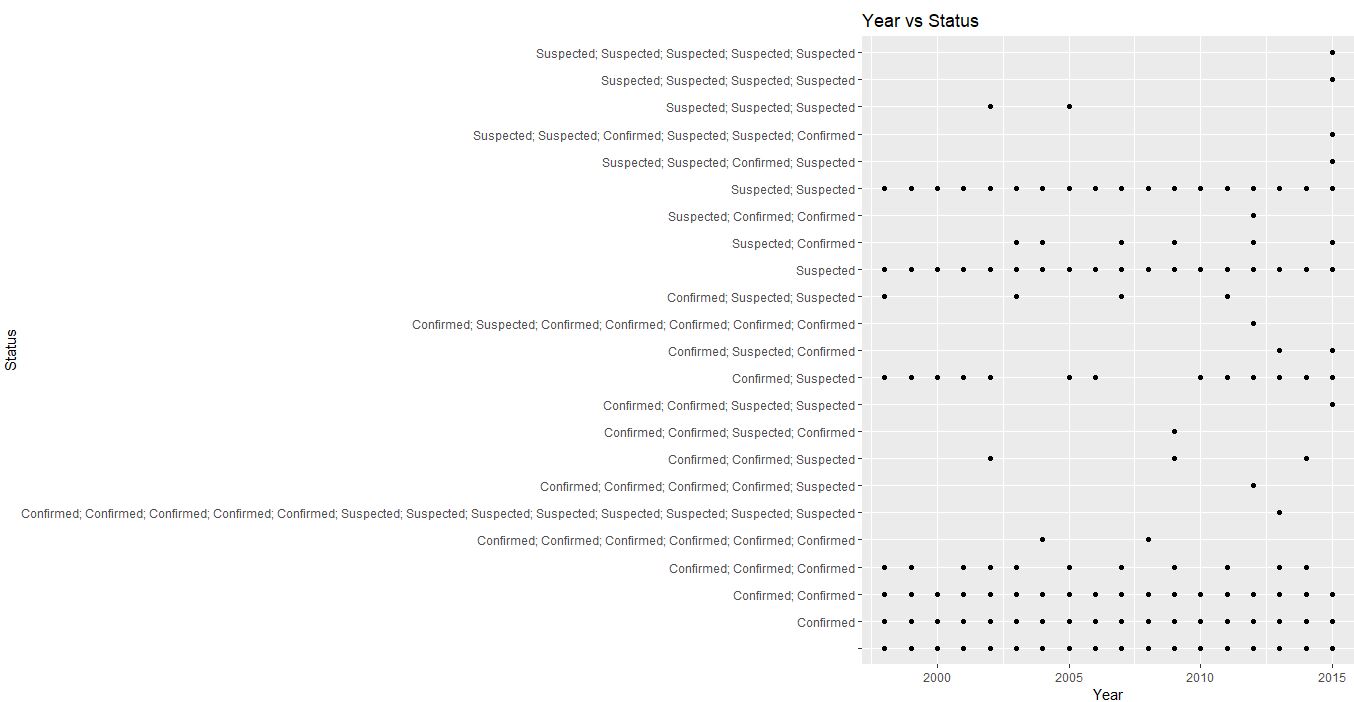 Year vs Status
Suspected; Suspected; Suspected; Suspected; Suspected
Suspected; Suspected; Suspected; Suspected
Suspected; Suspected; Suspected
Suspected; Suspected; Confirmed; Suspected; Suspected; Confirmed
Suspected; Suspected; Confirmed; Suspected
Suspected; Suspected
Suspected; Confirmed; Confirmed
Suspected; Confirmed
Suspected
Confirmed; Suspected; Suspected
Confirmed; Suspected; Confirmed; Confirmed; Confirmed; Confirmed; Confirmed
Status
Confirmed; Suspected; Confirmed
Confirmed; Suspected
Confirmed; Confirmed; Suspected; Suspected
Confirmed; Confirmed; Suspected; Confirmed
Confirmed; Confirmed; Suspected
Confirmed; Confirmed; Confirmed; Confirmed; Suspected
Confirmed; Confirmed; Confirmed; Confirmed; Confirmed; Suspected; Suspected; Suspected; Suspected; Suspected; Suspected; Suspected; Suspected
Confirmed; Confirmed; Confirmed; Confirmed; Confirmed; Confirmed
Confirmed; Confirmed; Confirmed
Confirmed; Confirmed
Confirmed
2000 2005 2010 2015
Year